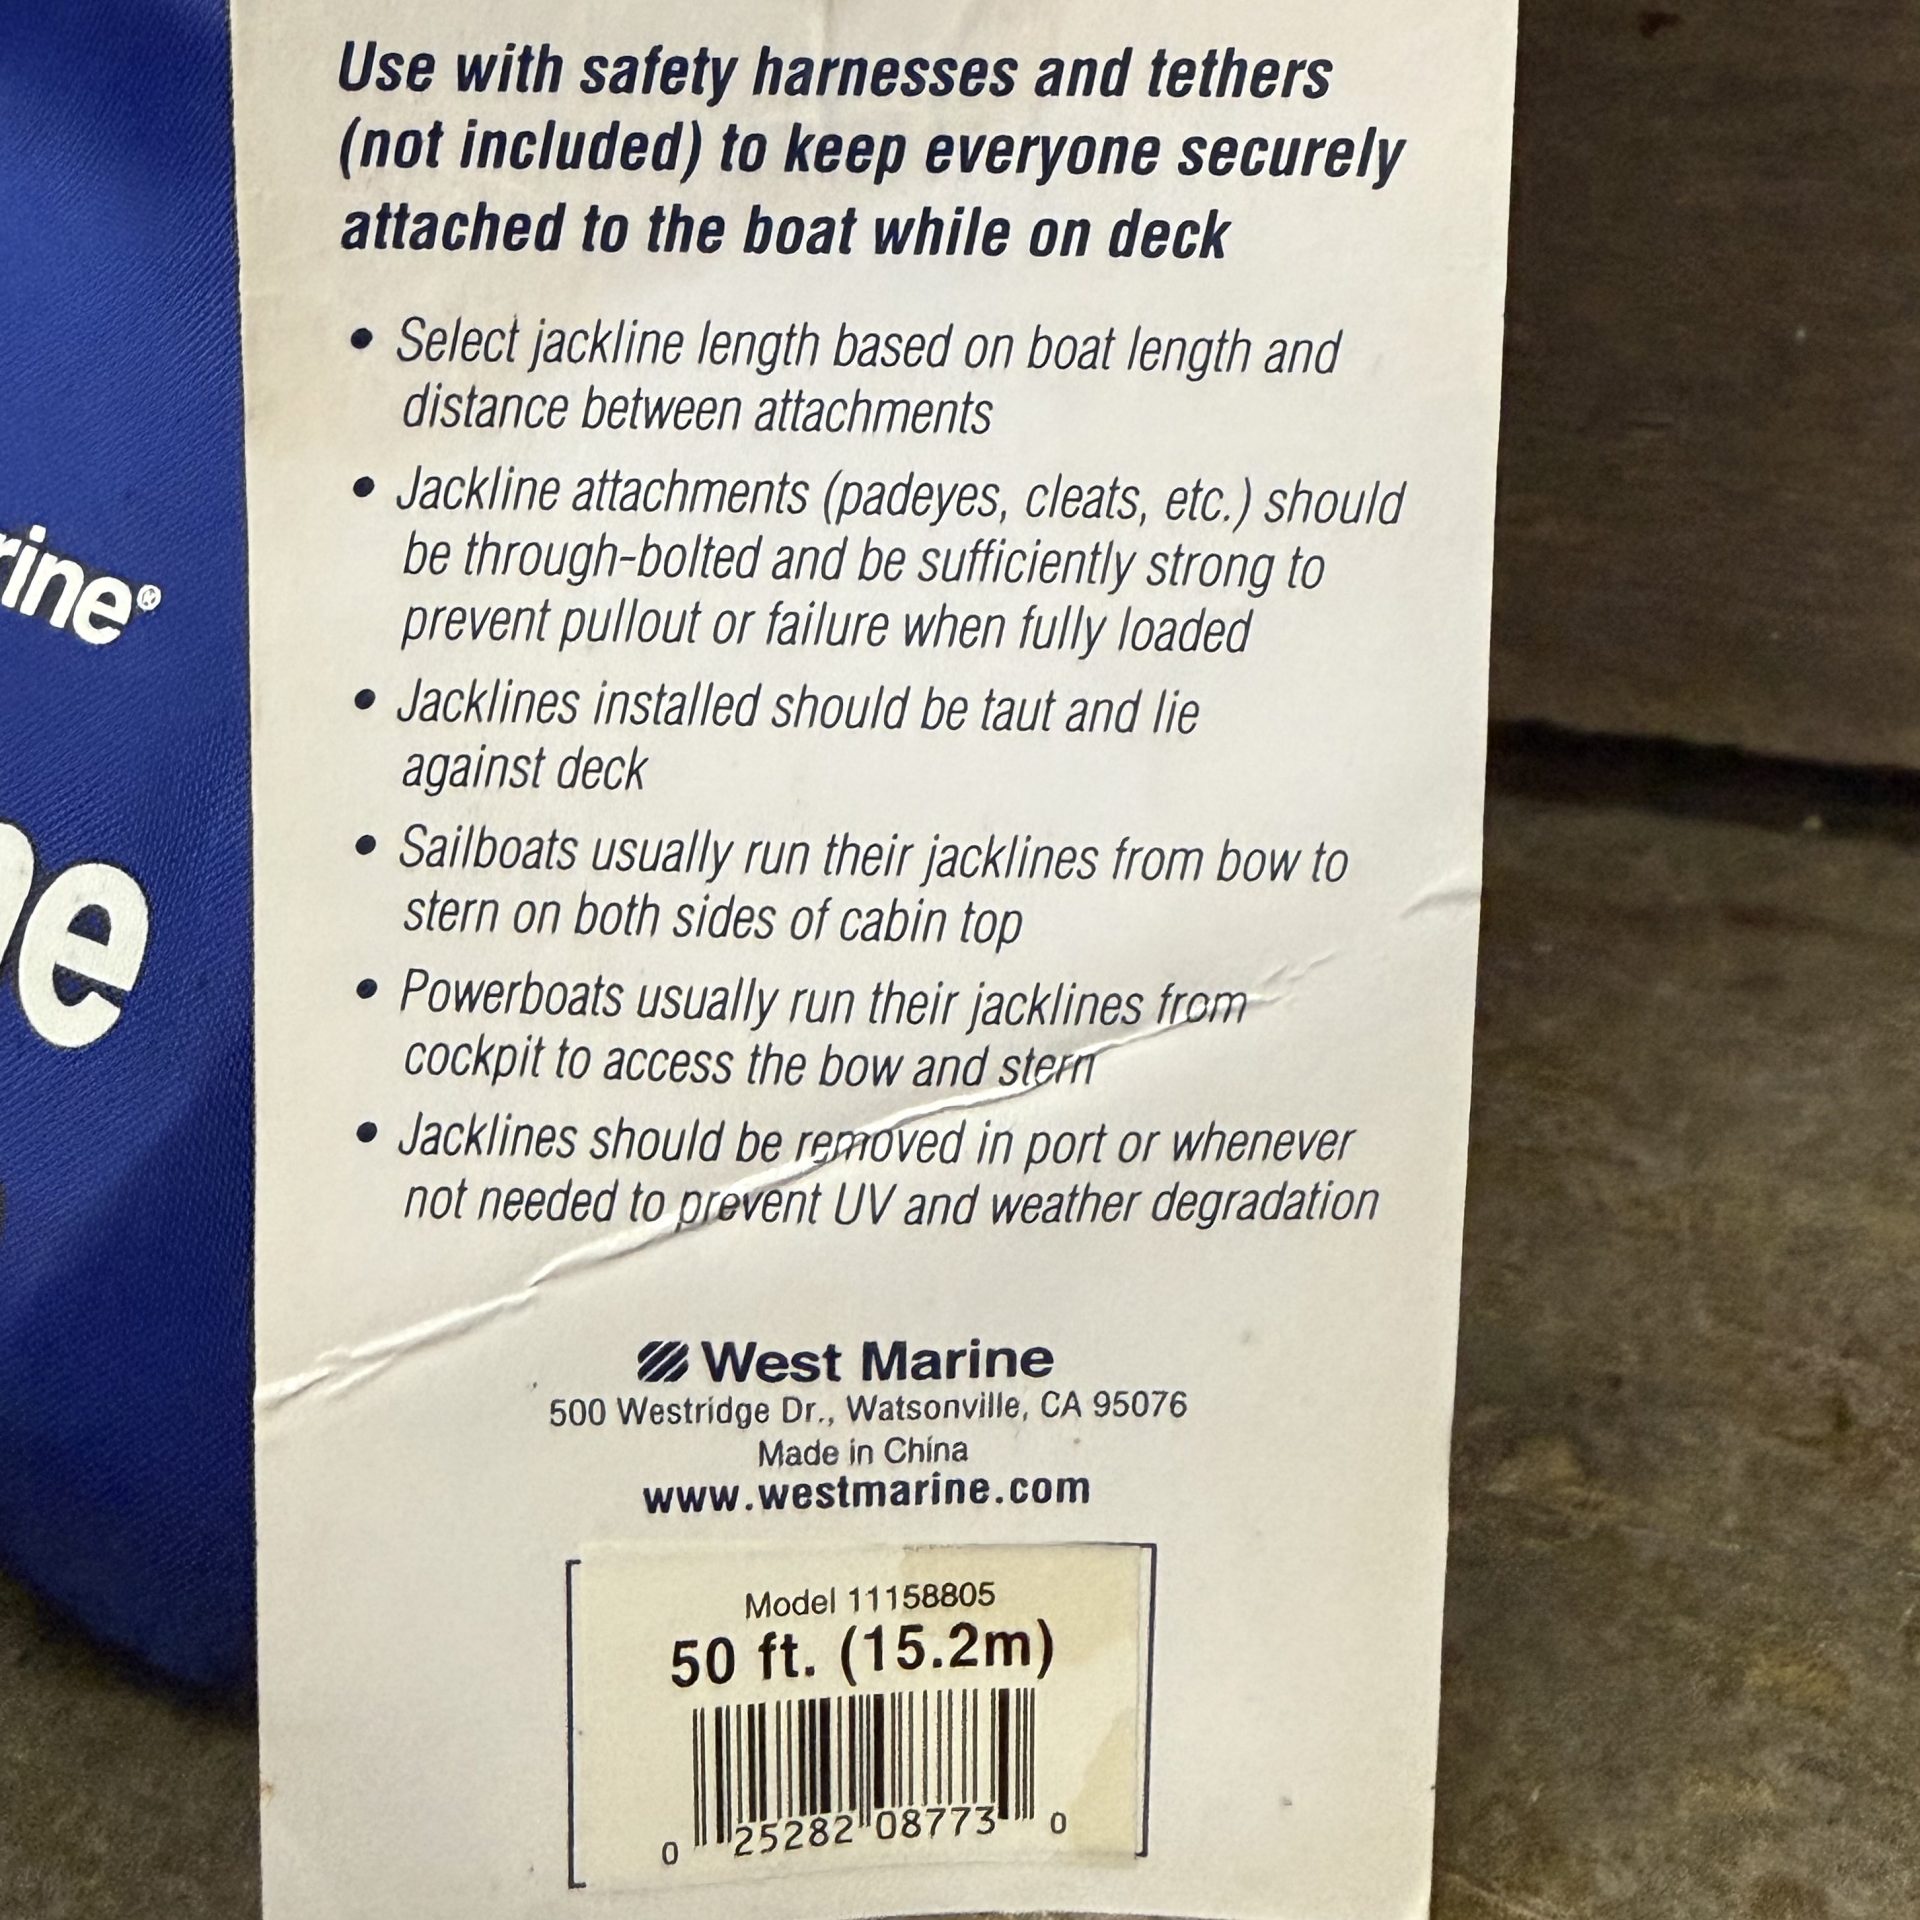 Use with safety harnesses and tethers
(not included) to keep everyone securely
attached to the boat while on deck
• Select jackline length based on boat length and
distance between attachments
• Jackline attachments (padeyes, cleats, etc.) should
be through-bolted and be sufficiently strong to
prevent pullout or failure when fully loaded
• Jacklines installed should be taut and lie
against deck
• Sailboats usually run their jacklines from bow to
stern on both sides of cabin top
• Powerboats usually run their jacklines from
cockpit to access the bow and stern
• Jacklines should be removed in port or whenever
not needed to prevent UV and weather degradation
West Marine
500 Westridge Dr., Watsonville, CA 95076
Made in China
www.westmarine.com
Model 11158805
50 ft. (15.2m)
0 25282 08773 0
rine®
e